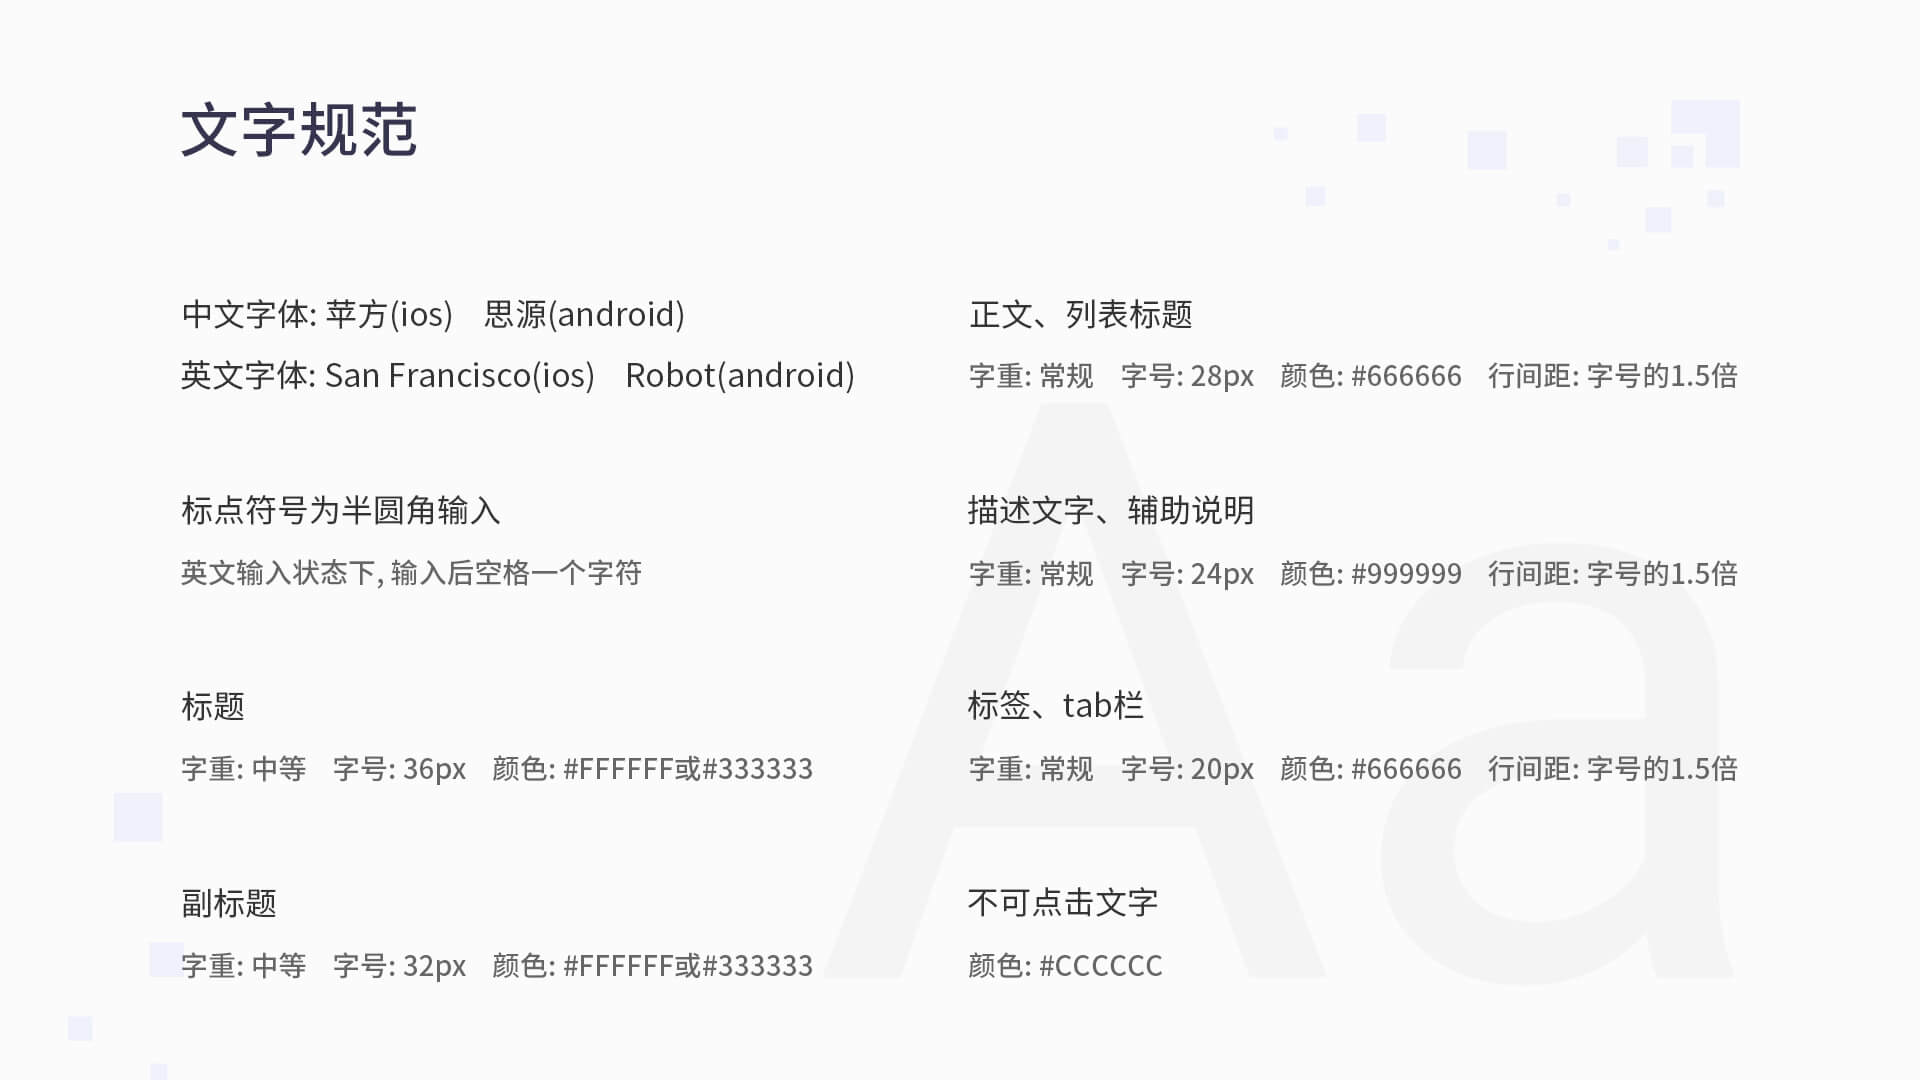 文字规范
中文字体: 苹方(ios) 思源(android)
英文字体: San Francisco(ios) Robot(android)
标点符号为半圆角输入
英文输入状态下, 输入后空格一个字符
标题
字重: 中等 字号: 36px 颜色: #FFFFFF或#333333
副标题
字重: 中等 字号: 32px 颜色: #FFFFFF或#333333
正文、列表标题
字重: 常规 字号: 28px 颜色: #666666 行间距: 字号的1.5倍
描述文字、辅助说明
字重: 常规 字号: 24px 颜色: #999999 行间距: 字号的1.5倍
标签、tab栏
字重: 常规 字号: 20px 颜色: #666666 行间距: 字号的1.5倍
不可点击文字
颜色: #CCCCCC
Aa